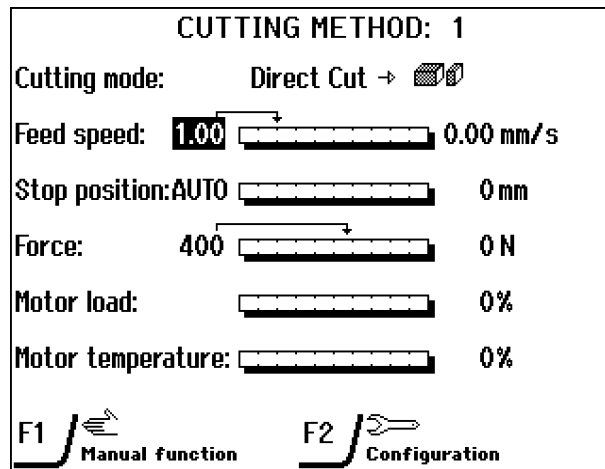 CUTTING METHOD: 1
Cutting mode: Direct Cut →
Feed speed: 1.00 0.00 mm/s
Stop position:AUTO 0 mm
Force: 400 0 N
Motor load: 0%
Motor temperature: 0%
F1 Manual function F2 Configuration